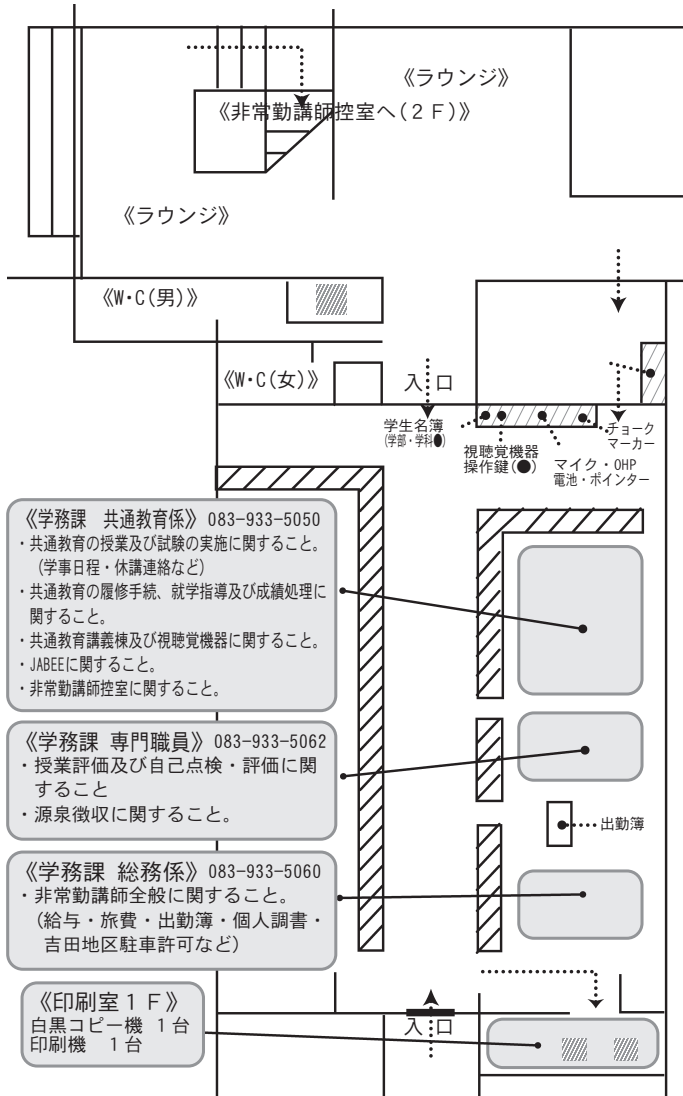 《ラウンジ》
《非常勤講師控室へ(2F)》
《ラウンジ》
《W・C(男)》
《W・C(女)》
入口
学生名簿
(学部・学科●)
視聴覚機器
操作鍵(●)
マイク・OHP
電池・ポインター
チョーク
マーカー
《学務課 共通教育係》083-933-5050
・共通教育の授業及び試験の実施に関すること。
(学事日程・休講連絡など)
・共通教育の履修手続、就学指導及び成績処理に
関すること。
・共通教育講義棟及び視聴覚機器に関すること。
・JABEEに関すること。
・非常勤講師控室に関すること。
《学務課 専門職員》083-933-5062
・授業評価及び自己点検・評価に関
すること
・源泉徴収に関すること。
出勤簿
《学務課 総務係》083-933-5060
・非常勤講師全般に関すること。
(給与・旅費・出勤簿・個人調書・
吉田地区駐車許可など)
《印刷室1F》
白黒コピー機 1台
印刷機 1台
入口